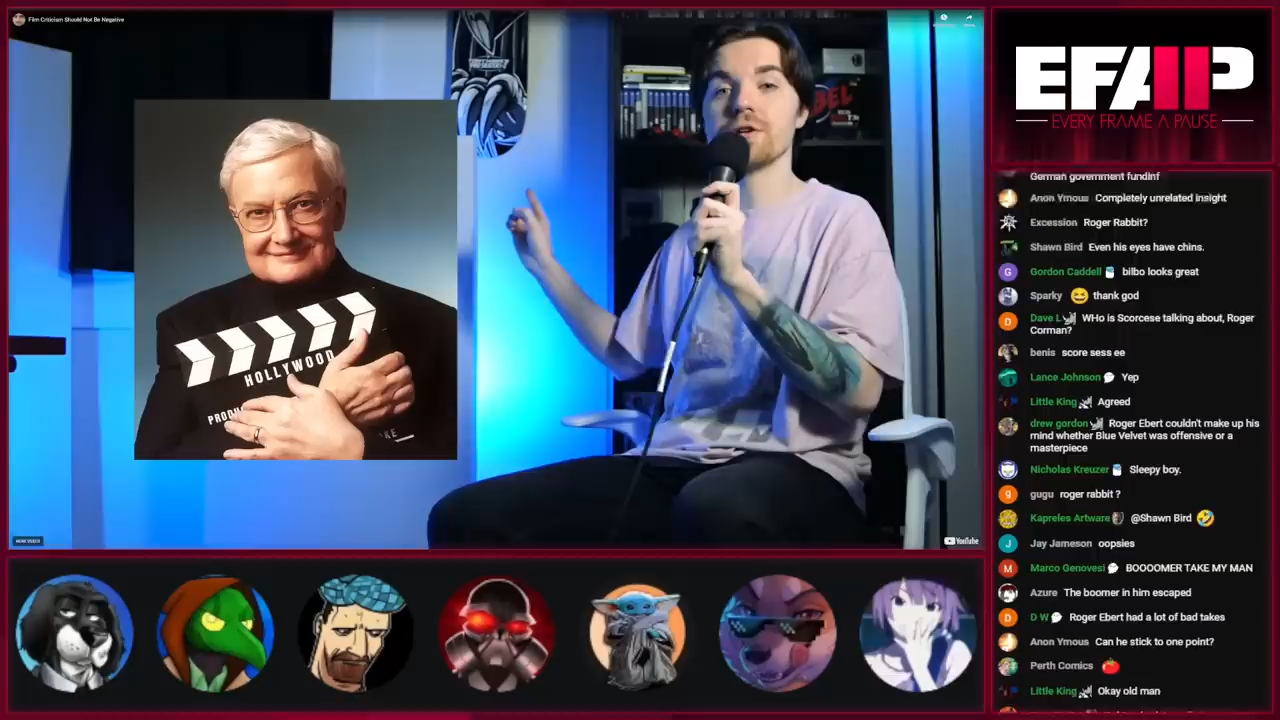 Film Criticism Should Not Be Negative
HOLLYWOOD
EFAP
EVERY FRAME A PAUSE
German government fundinf
Anon Ymous Completely unrelated insight
Excession Roger Rabbit?
Shawn Bird Even his eyes have chins.
Gordon Caddell bilbo looks great
Sparky 😆 thank god
Dave L WHo is Scorcese talking about, Roger
Corman?
benis score sess ee
Lance Johnson Yep
Little King Agreed
drew gordon Roger Ebert couldn't make up his
mind whether Blue Velvet was offensive or a
masterpiece
Nicholas Kreuzer Sleepy boy.
gugu roger rabbit ?
Kapreles Artware @Shawn Bird 🤣
Jay Jameson oopsies
Marco Genovesi BOOOOMER TAKE MY MAN
Azure The boomer in him escaped
D W Roger Ebert had a lot of bad takes
Anon Ymous Can he stick to one point?
Perth Comics 🍅
Little King Okay old man
MORE VIDEOS
YouTube